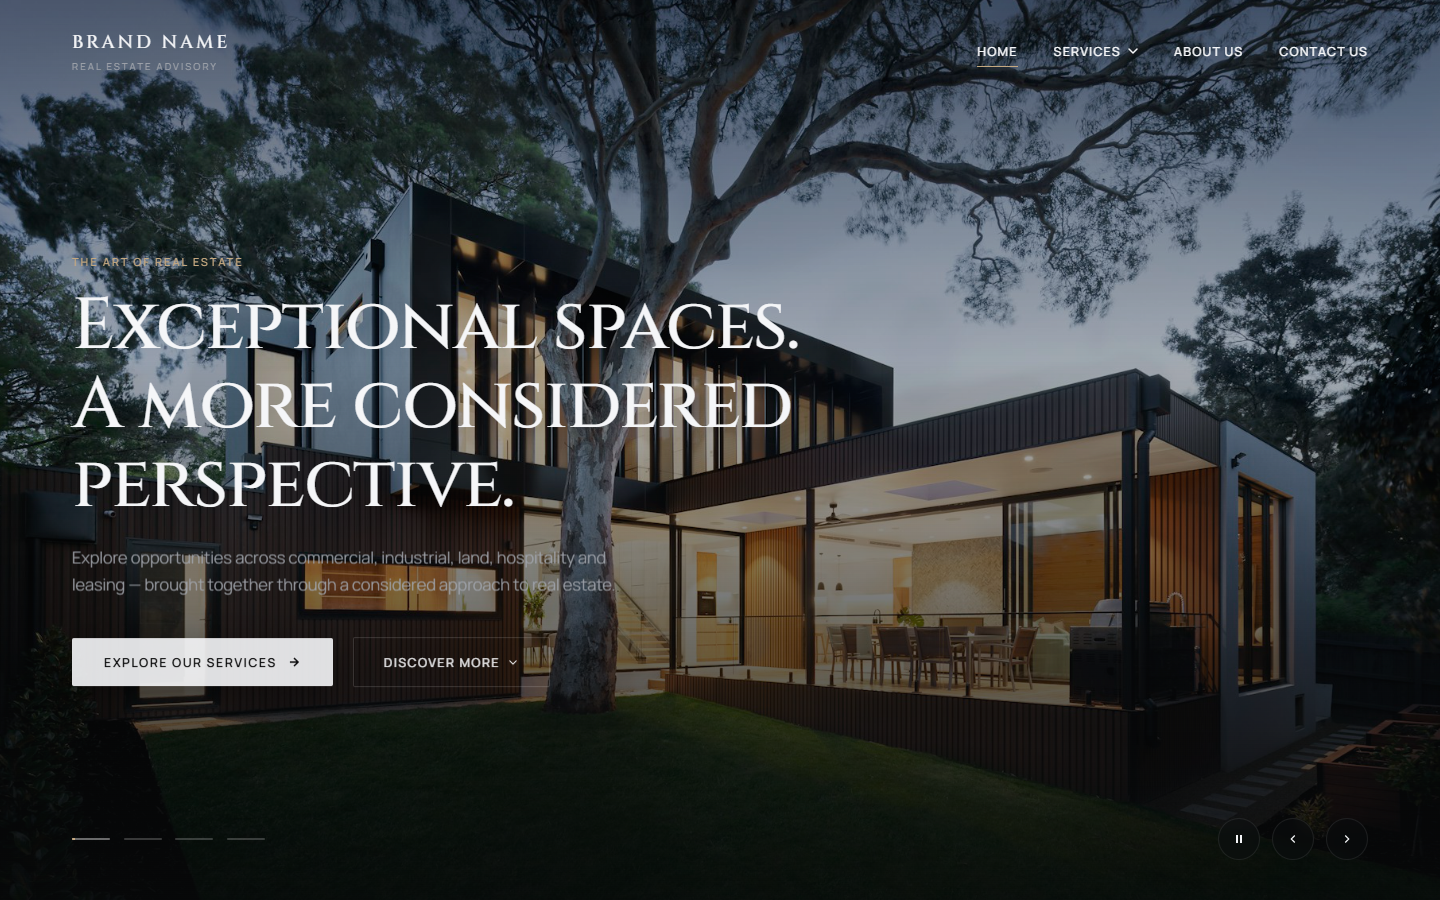 BRAND NAME
REAL ESTATE ADVISORY
HOME
SERVICES
ABOUT US
CONTACT US
THE ART OF REAL ESTATE
EXCEPTIONAL SPACES.
A MORE CONSIDERED
PERSPECTIVE.
Explore opportunities across commercial, industrial, land, hospitality and
leasing — brought together through a considered approach to real estate.
EXPLORE OUR SERVICES
DISCOVER MORE